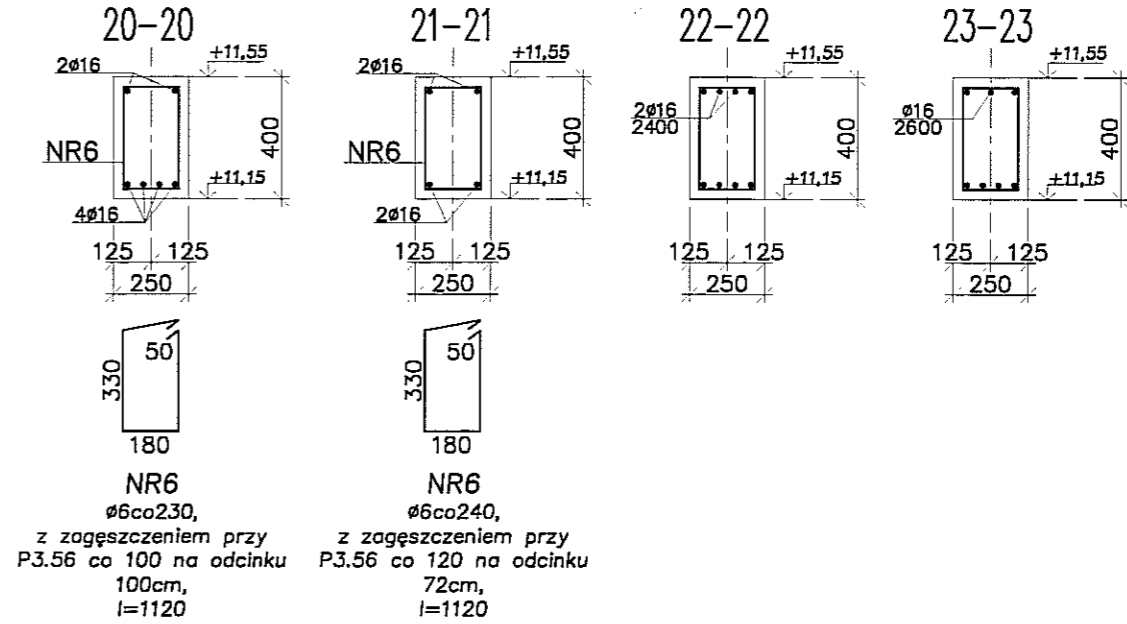 20-20
+11,55
2ø16
400
NR6
+11,15
4ø16
125 125
250
330
50
180
NR6
ø6co230,
z zagęszczeniem przy
P3.56 co 100 na odcinku
100cm,
l=1120
21-21
+11,55
2ø16
400
NR6
+11,15
2ø16
125 125
250
330
50
180
NR6
ø6co240,
z zagęszczeniem przy
P3.56 co 120 na odcinku
72cm,
l=1120
22-22
+11,55
2ø16
2400
400
+11,15
125 125
250
23-23
+11,55
ø16
2600
400
+11,15
125 125
250